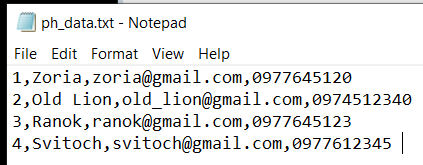 ph_data.txt - Notepad
File Edit Format View Help
1,Zoria,zoria@gmail.com,0977645120
2,Old Lion,old_lion@gmail.com,0974512340
3,Ranok,ranok@gmail.com,0977645123
4,Svitoch,svitoch@gmail.com,0977612345